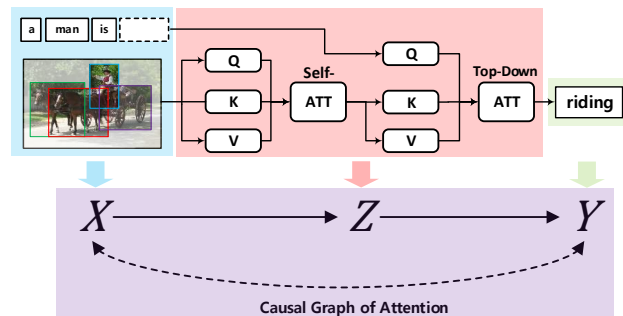 a man is
Q
K
V
Self-
ATT
Q
K
V
Top-Down
ATT
riding
X
Z
Y
Causal Graph of Attention